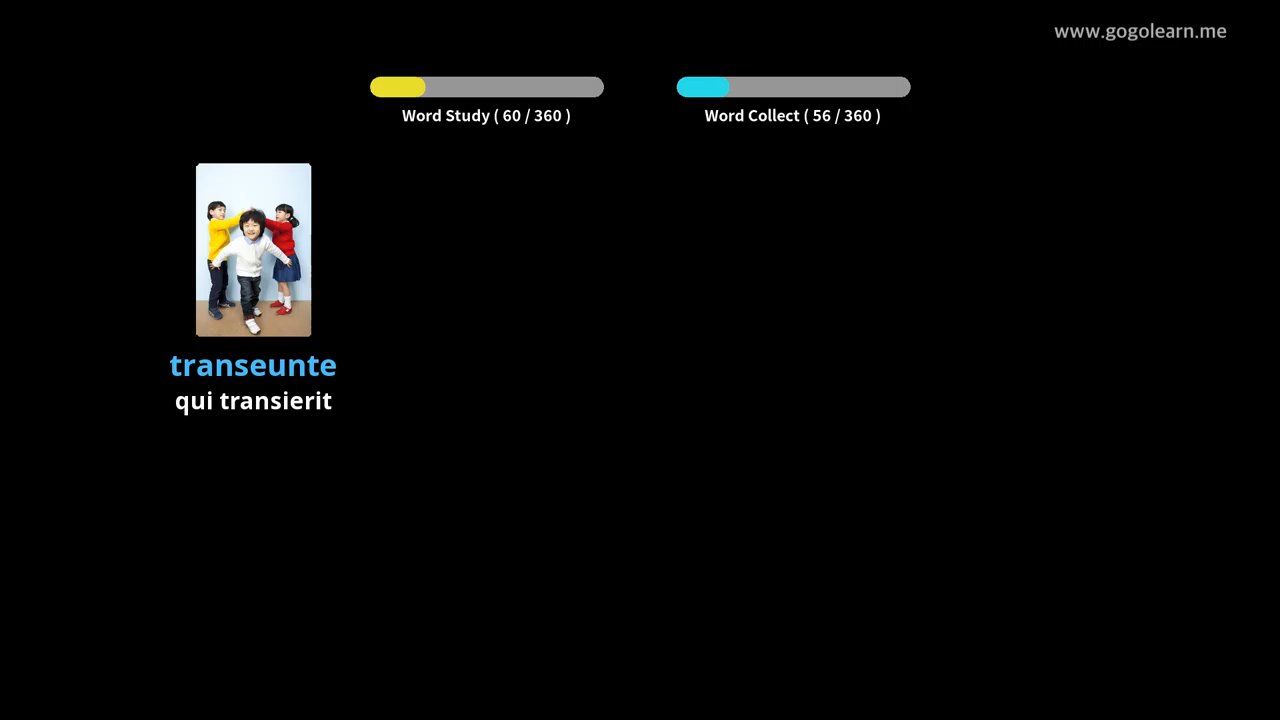 www.gogolearn.me
Word Study ( 60 / 360 )
Word Collect ( 56 / 360 )
transeunte
qui transierit